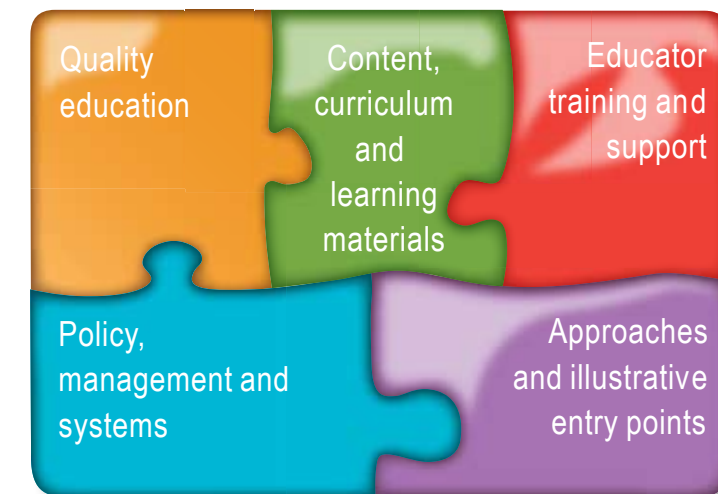 Quality
education
Content,
curriculum
and
learning
materials
Educator
training and
support
Policy,
management and
systems
Approaches
and illustrative
entry points